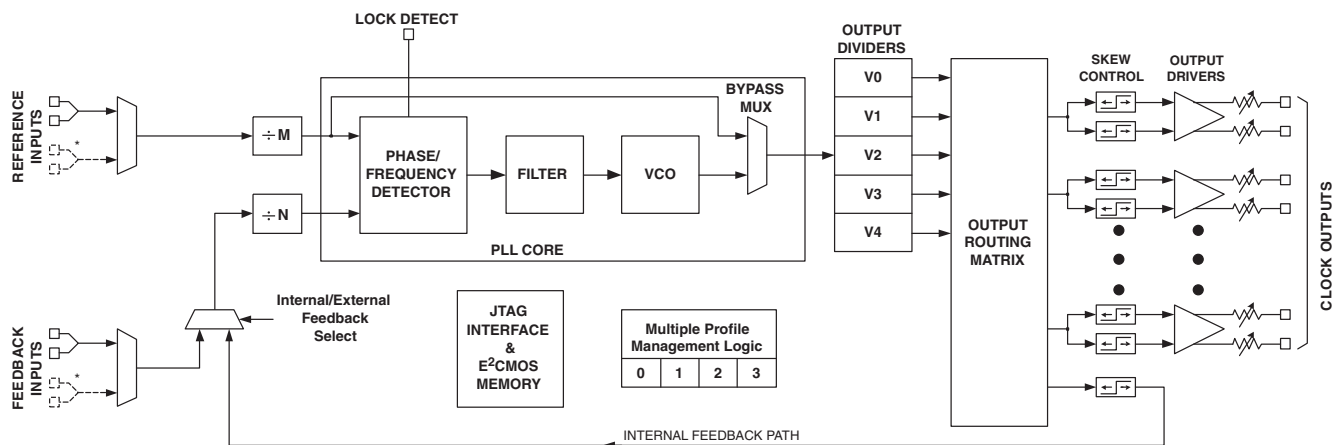 LOCK DETECT
OUTPUT
DIVIDERS
SKEW
CONTROL
OUTPUT
DRIVERS
BYPASS
MUX
REFERENCE
INPUTS
*
÷M
÷N
PHASE/
FREQUENCY
DETECTOR
FILTER
VCO
PLL CORE
V0
V1
V2
V3
V4
OUTPUT
ROUTING
MATRIX
CLOCK OUTPUTS
Internal/External
Feedback
Select
FEEDBACK
INPUTS
*
JTAG
INTERFACE
&
E²CMOS
MEMORY
Multiple Profile
Management Logic
0 1 2 3
INTERNAL FEEDBACK PATH